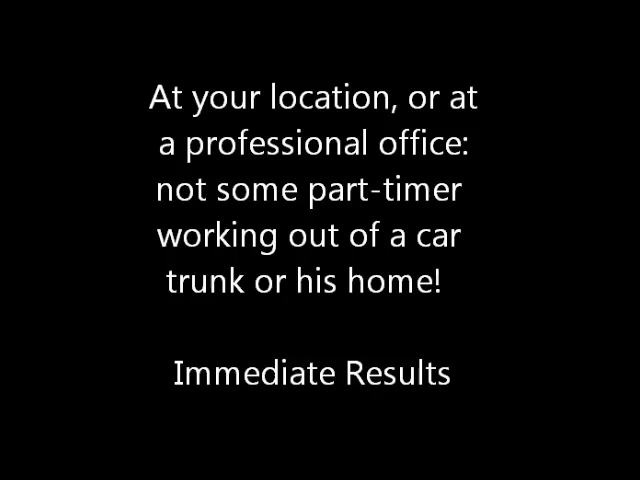 At your location, or at
a professional office:
not some part-timer
working out of a car
trunk or his home!
Immediate Results